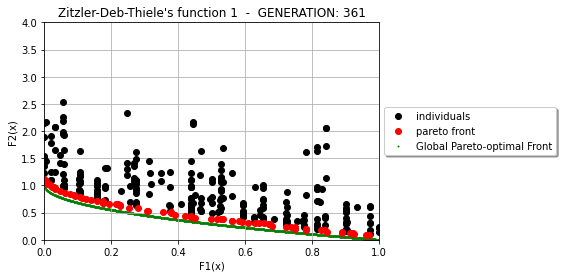 Zitzler-Deb-Thiele's function 1 - GENERATION: 361
4.0
3.5
3.0
2.5
2.0
1.5
1.0
0.5
0.0
F2(x)
0.0 0.2 0.4 0.6 0.8 1.0
F1(x)
individuals
pareto front
Global Pareto-optimal Front